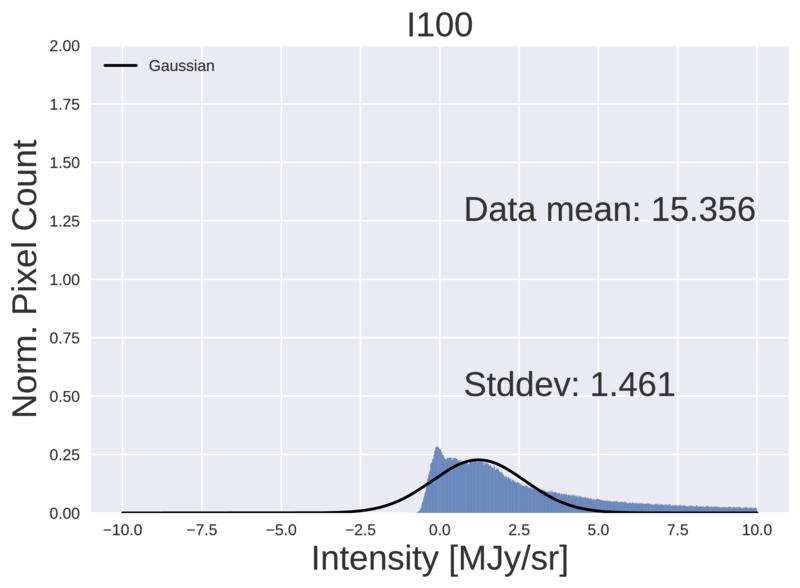 I100
2.00
Gaussian
1.75
1.50
Data mean: 15.356
1.25
1.00
0.75
Stddev: 1.461
0.50
0.25
0.00
−10.0 −7.5 −5.0 −2.5 0.0 2.5 5.0 7.5 10.0
Intensity [MJy/sr]
Norm. Pixel Count